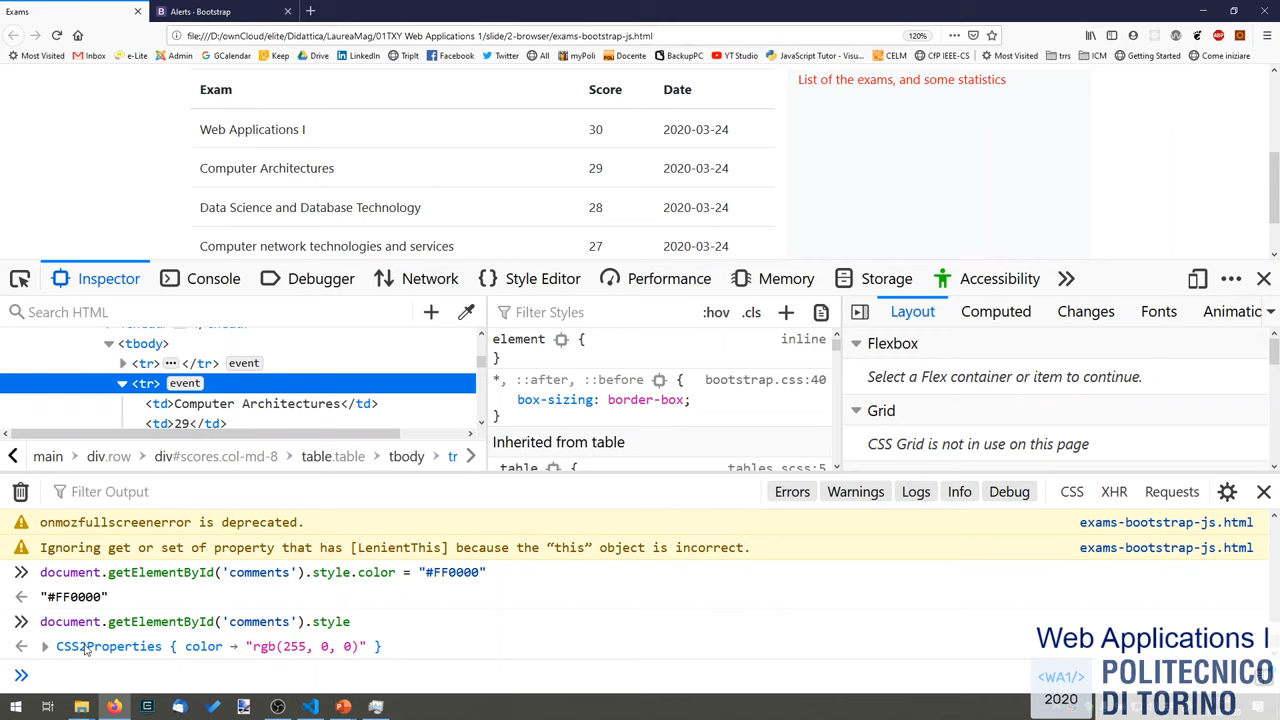 Exams
Alerts - Bootstrap
file:///D:/ownCloud/elite/Didattica/LaureaMag/01TXY Web Applications 1/slide/2-browser/exams-bootstrap-js.html
120%
Most Visited Inbox e-Lite Admin GCalendar Keep Drive LinkedIn TripIt Facebook Twitter All myPoli Docente BackupPC YT Studio JavaScript Tutor - Visu... CELM CfP IEEE-CS Most Visited trrs ICM Getting Started Come iniziare
Exam Score Date
List of the exams, and some statistics
Web Applications I 30 2020-03-24
Computer Architectures 29 2020-03-24
Data Science and Database Technology 28 2020-03-24
Computer network technologies and services 27 2020-03-24
Inspector Console Debugger Network Style Editor Performance Memory Storage Accessibility
Search HTML
Filter Styles :hov .cls
Layout Computed Changes Fonts Animatic
<tbody>
<tr> </tr> event
<tr> event
<td>Computer Architectures</td>
<td>29</td>
main div.row div#scores.col-md-8 table.table tbody tr
element { inline
}
*, ::after, ::before { bootstrap.css:40
box-sizing: border-box;
}
Inherited from table
table { tables.scss:5
Flexbox
Select a Flex container or item to continue.
Grid
CSS Grid is not in use on this page
Filter Output
Errors Warnings Logs Info Debug CSS XHR Requests
onmozfullscreenerror is deprecated. exams-bootstrap-js.html
Ignoring get or set of property that has [LenientThis] because the “this” object is incorrect. exams-bootstrap-js.html
document.getElementById('comments').style.color = "#FF0000"
"#FF0000"
document.getElementById('comments').style
CSS2Properties { color → "rgb(255, 0, 0)" }
Web Applications I
<WA1/>
2020
POLITECNICO
DI TORINO